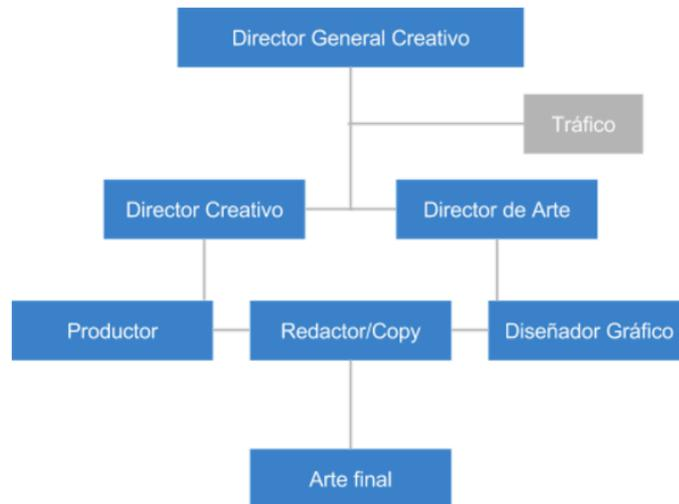 Director General Creativo
Tráfico
Director Creativo
Director de Arte
Productor
Redactor/Copy
Diseñador Gráfico
Arte final